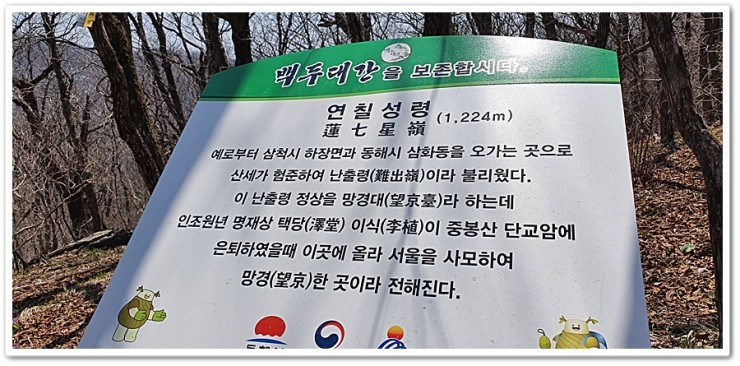 백두대간을 보존합시다.
연칠성령 (1,224m)
蓮七星嶺
예로부터 삼척시 하장면과 동해시 삼화동을 오가는 곳으로
산세가 험준하여 난출령(難出嶺)이라 불리웠다.
이 난출령 정상을 망경대(望京臺)라 하는데
인조원년 명재상 택당(澤堂) 이식(李植)이 중봉산 단교암에
은퇴하였을때 이곳에 올라 서울을 사모하여
망경(望京)한 곳이라 전해진다.